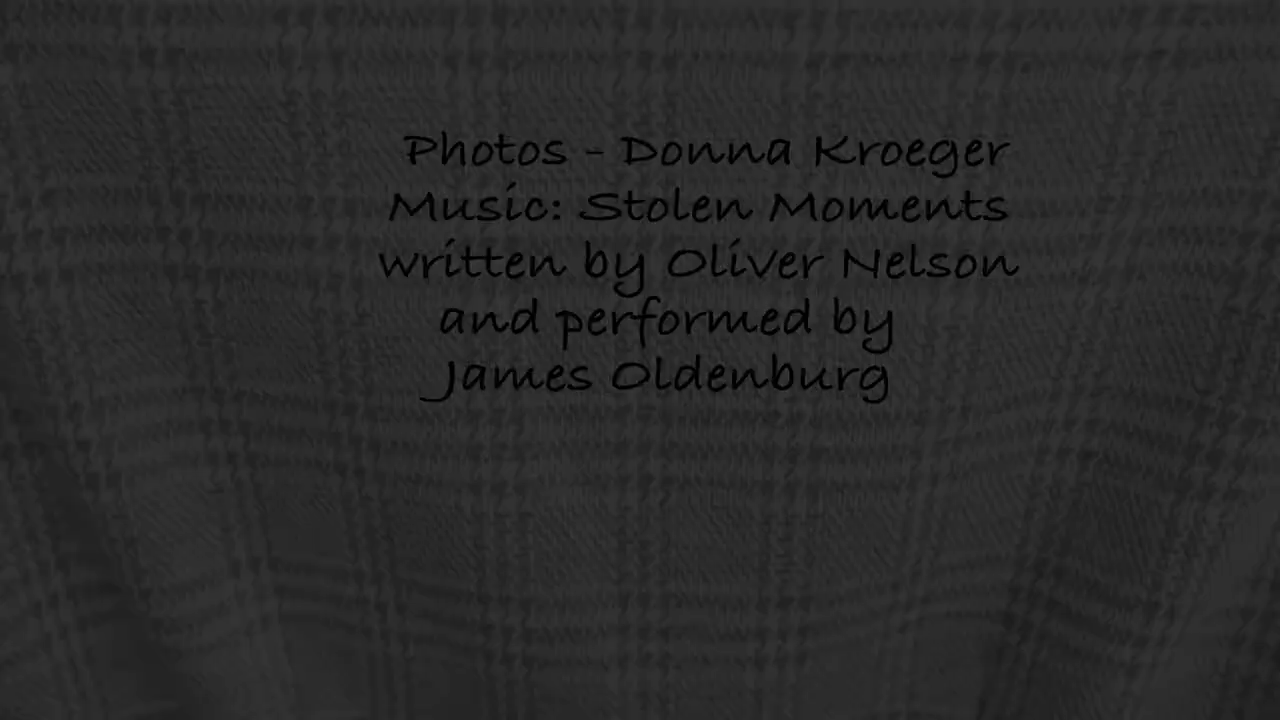 Photos - Donna Kroeger
Music: Stolen Moments
written by Oliver Nelson
and performed by
James Oldenburg